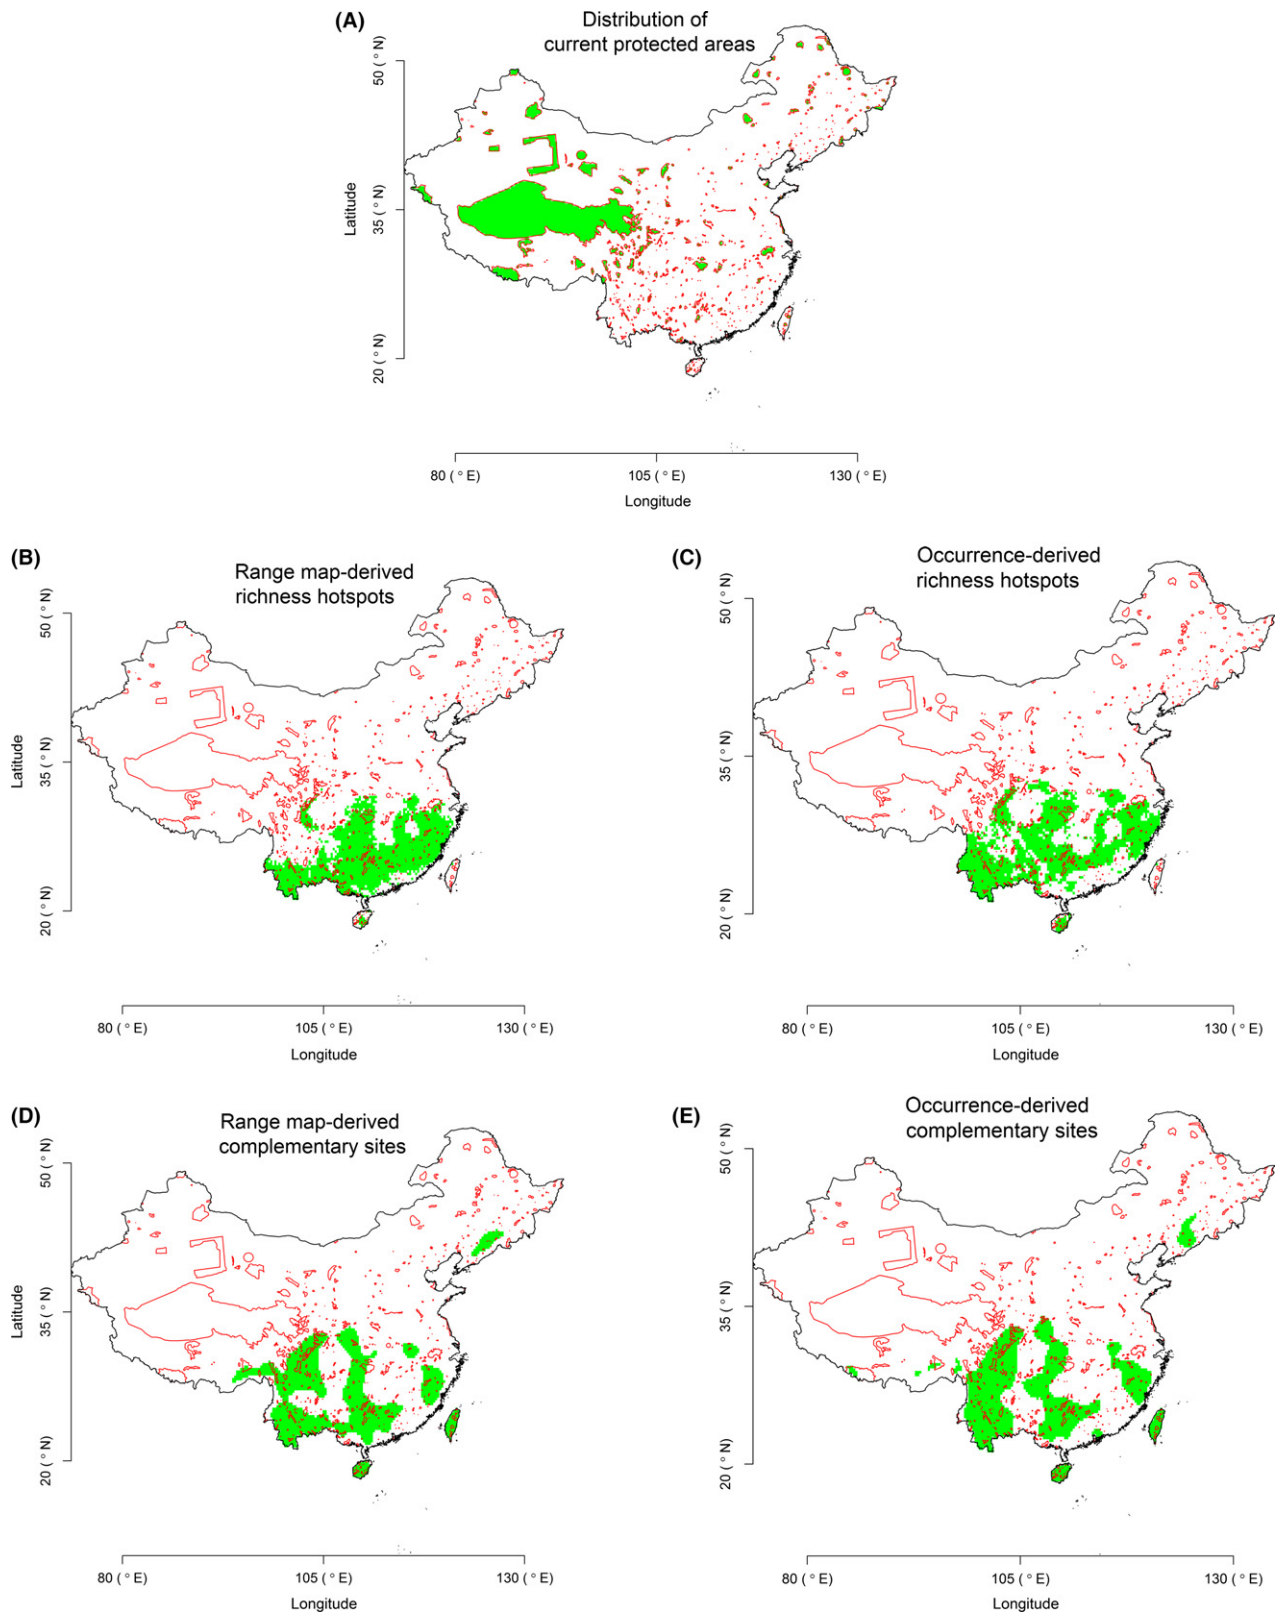 (A)
Distribution of
current protected areas
50 ( ° N)
35 ( ° N)
20 ( ° N)
Latitude
80 ( ° E)
105 ( ° E)
130 ( ° E)
Longitude
(B)
Range map-derived
richness hotspots
50 ( ° N)
35 ( ° N)
20 ( ° N)
Latitude
80 ( ° E)
105 ( ° E)
130 ( ° E)
Longitude
(C)
Occurrence-derived
richness hotspots
50 ( ° N)
35 ( ° N)
20 ( ° N)
80 ( ° E)
105 ( ° E)
130 ( ° E)
Longitude
(D)
Range map-derived
complementary sites
50 ( ° N)
35 ( ° N)
20 ( ° N)
Latitude
80 ( ° E)
105 ( ° E)
130 ( ° E)
Longitude
(E)
Occurrence-derived
complementary sites
50 ( ° N)
35 ( ° N)
20 ( ° N)
80 ( ° E)
105 ( ° E)
130 ( ° E)
Longitude